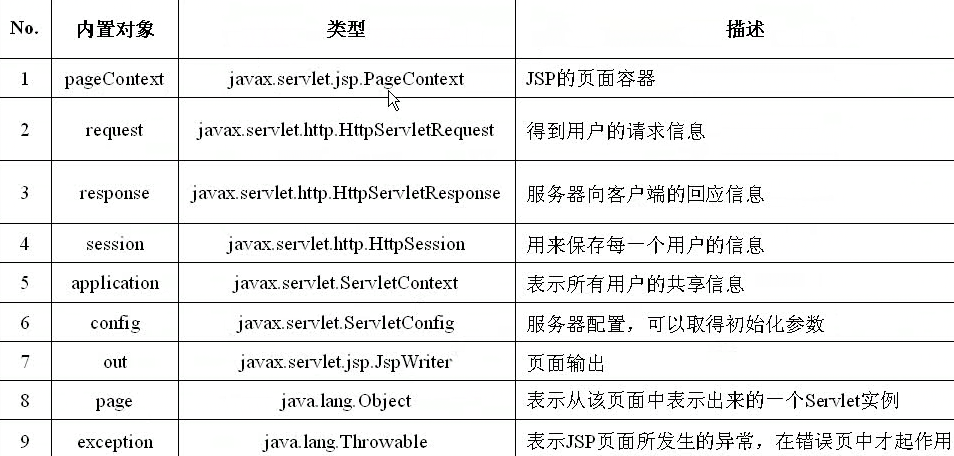 No. 内置对象 类型 描述
1 pageContext javax.servlet.jsp.PageContext JSP的页面容器
2 request javax.servlet.http.HttpServletRequest 得到用户的请求信息
3 response javax.servlet.http.HttpServletResponse 服务器向客户端的回应信息
4 session javax.servlet.http.HttpSession 用来保存每一个用户的信息
5 application javax.servlet.ServletContext 表示所有用户的共享信息
6 config javax.servlet.ServletConfig 服务器配置，可以取得初始化参数
7 out javax.servlet.jsp.JspWriter 页面输出
8 page java.lang.Object 表示从该页面中表示出来的一个Servlet实例
9 exception java.lang.Throwable 表示JSP页面所发生的异常，在错误页中才起作用